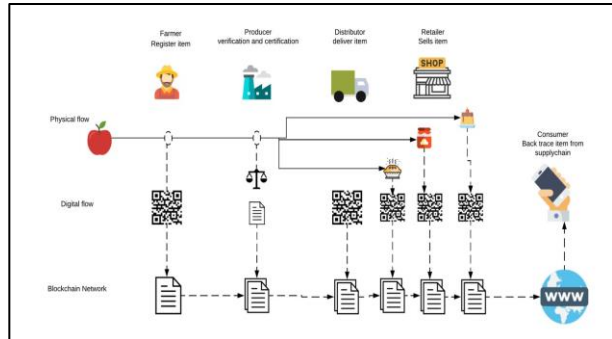 Farmer
Register item
Producer
verification and certification
Distributor
deliver item
Retailer
Sells item
SHOP
Physical flow
Consumer
Back trace item from
supplychain
Digital flow
Blockchain Network
WWW